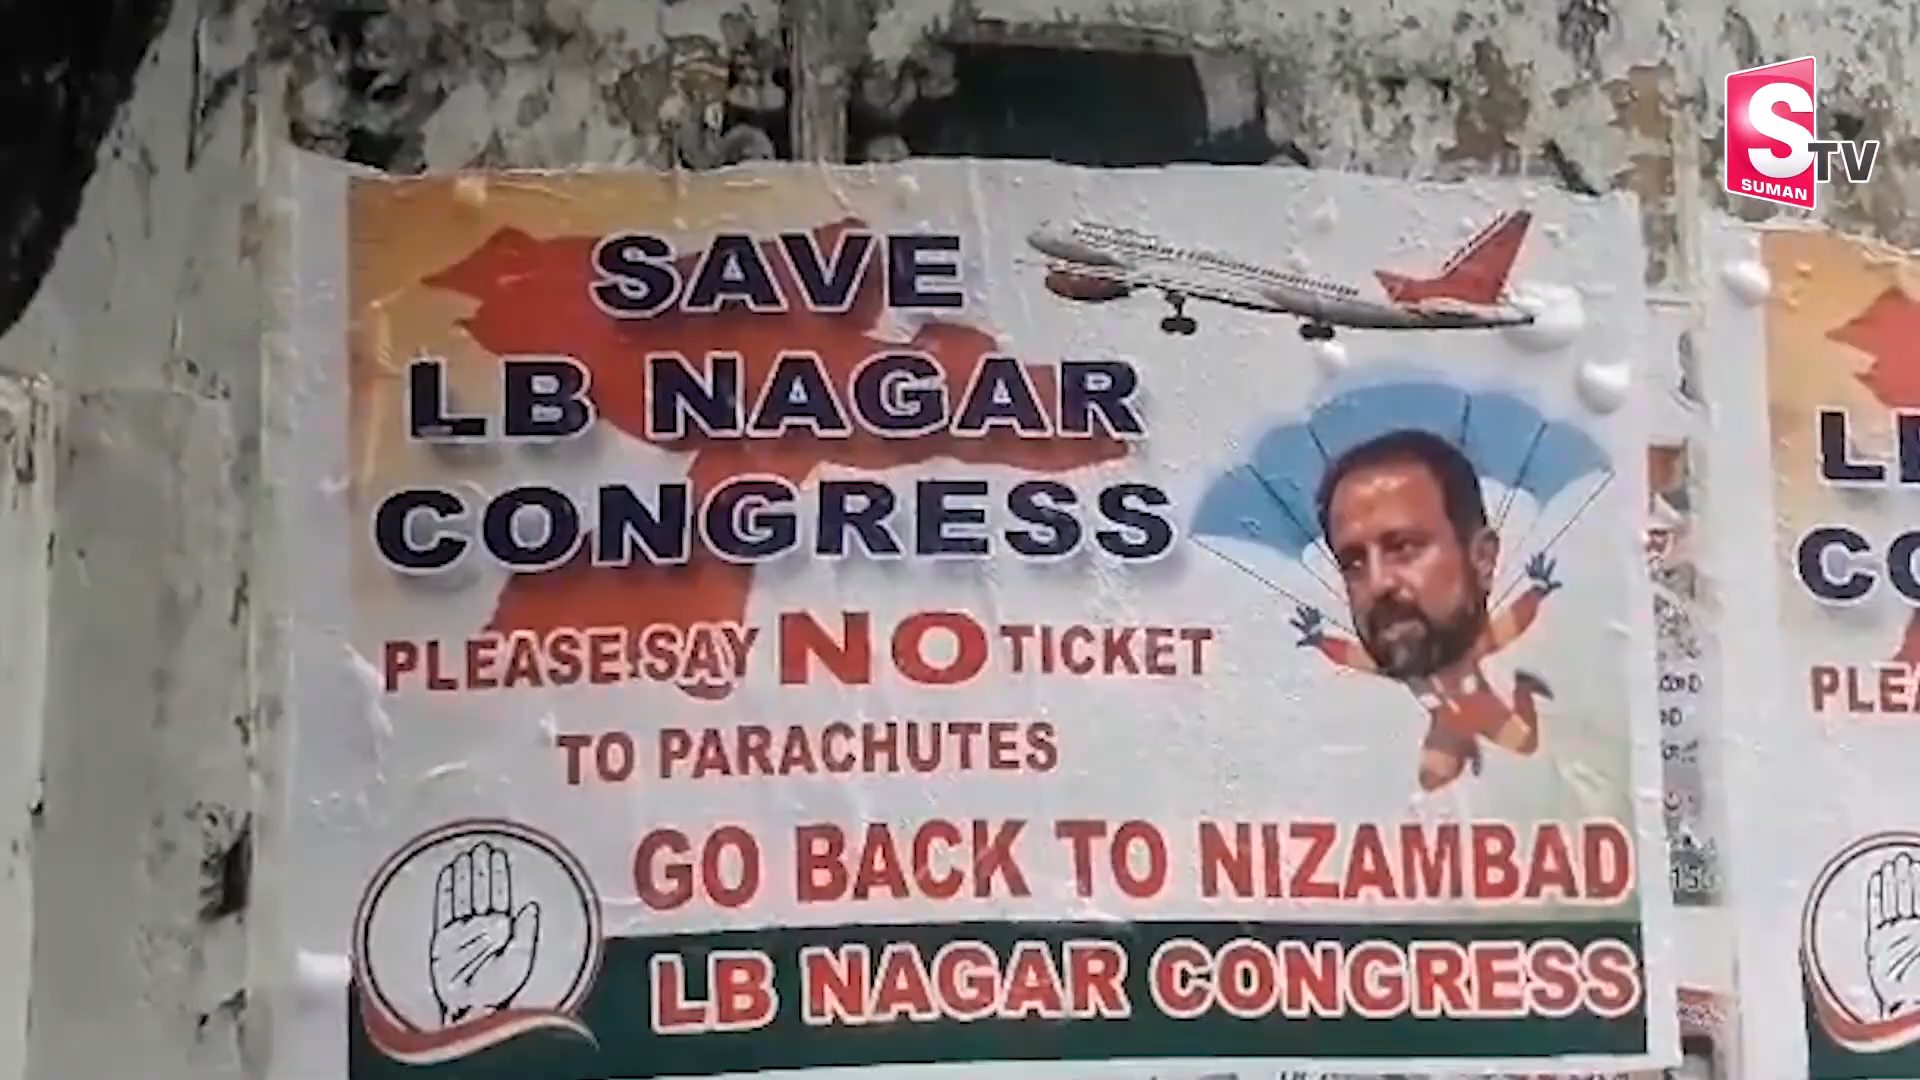 SUMAN
S TV
SAVE
LB NAGAR
CONGRESS
PLEASE SAY NO TICKET
TO PARACHUTES
GO BACK TO NIZAMBAD
LB NAGAR CONGRESS
PLE